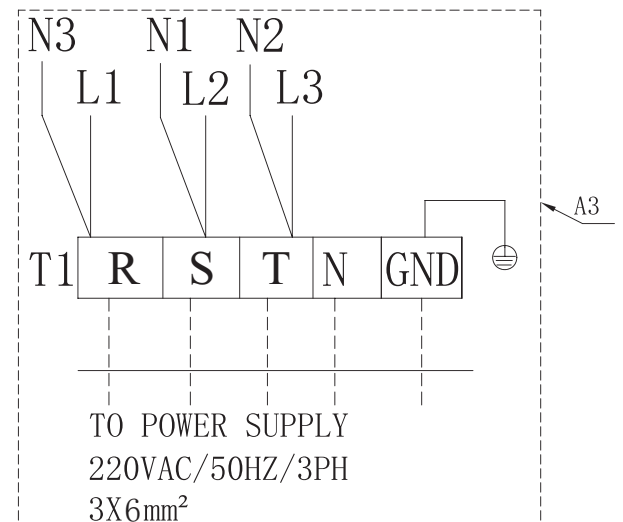 N3 N1 N2
L1 L2 L3
A3
T1 R S T N GND
TO POWER SUPPLY
220VAC/50HZ/3PH
3X6mm²